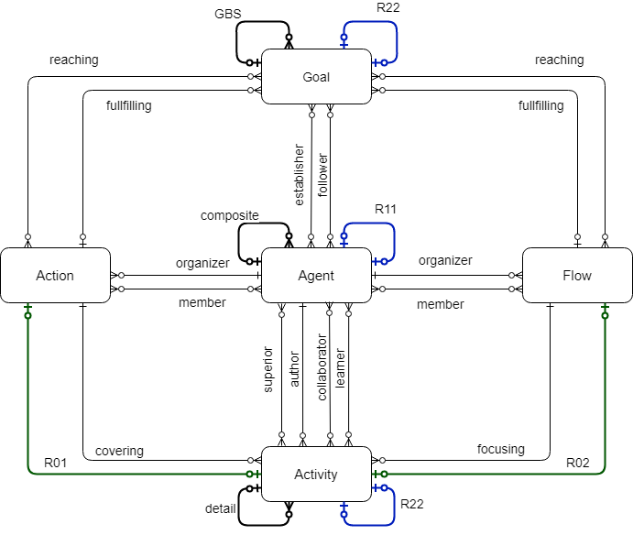 GBS
R22
reaching
Goal
reaching
fullfilling
fullfilling
establisher
follower
composite
R11
organizer
organizer
Action
Agent
Flow
member
member
superior
author
collaborator
learner
covering
focusing
R01
R02
Activity
detail
R22